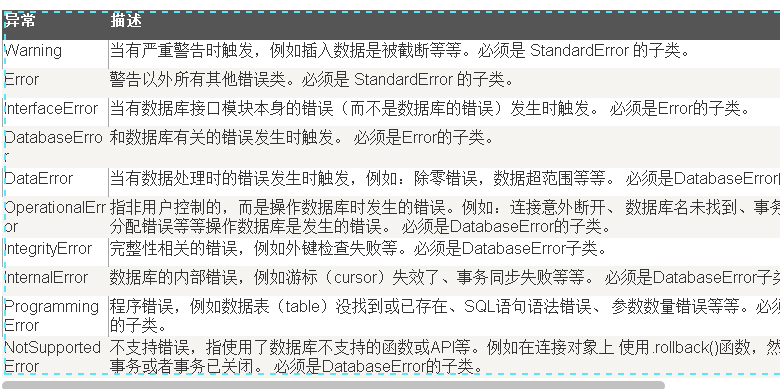 异常 描述
Warning 当有严重警告时触发，例如插入数据是被截断等等。必须是 StandardError 的子类。
Error 警告以外所有其他错误类。必须是 StandardError 的子类。
InterfaceError 当有数据库接口模块本身的错误（而不是数据库的错误）发生时触发。 必须是Error的子类。
DatabaseErro 和数据库有关的错误发生时触发。 必须是Error的子类。
r
DataError 当有数据处理时的错误发生时触发，例如：除零错误，数据超范围等等。 必须是DatabaseError
OperationalErr 指非用户控制的，而是操作数据库时发生的错误。例如：连接意外断开、 数据库名未找到、事务
or 分配错误等等操作数据库是发生的错误。 必须是DatabaseError的子类。
IntegrityError 完整性相关的错误，例如外键检查失败等。必须是DatabaseError子类。
InternalError 数据库的内部错误，例如游标（cursor）失效了、事务同步失败等等。 必须是DatabaseError子类
Programming 程序错误，例如数据表（table）没找到或已存在、SQL语句语法错误、 参数数量错误等等。必须
Error 的子类。
NotSupported 不支持错误，指使用了数据库不支持的函数或API等。例如在连接对象上 使用.rollback()函数，然
Error 事务或者事务已关闭。 必须是DatabaseError的子类。